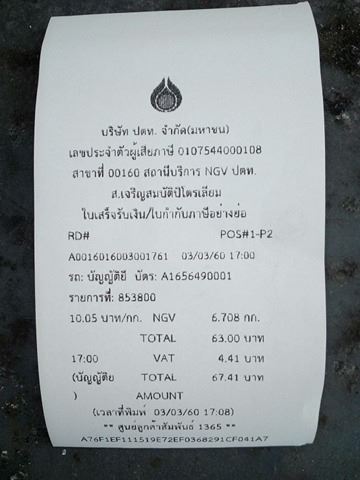 บริษัท ปตท. จำกัด(มหาชน)
เลขประจำตัวผู้เสียภาษี 0107544000108
สาขาที่ 00160 สถานีบริการ NGV ปตท.
ส.เจริญสมบัติปิโตรเลียม
ใบเสร็จรับเงิน/ใบกำกับภาษีอย่างย่อ
RD# POS#1-P2
A0016016003001761 03/03/60 17:00
รถ: บัญญัติยี บัตร: A1656490001
รายการที่: 853800
10.05 บาท/กก. NGV 6.708 กก.
TOTAL 63.00 บาท
17:00 VAT 4.41 บาท
(บัญญัติย TOTAL 67.41 บาท
) AMOUNT
(เวลาที่พิมพ์ 03/03/60 17:08)
** ศูนย์ลูกค้าสัมพันธ์ 1365 **
A76F1EF111519E72EF0368291CF041A7